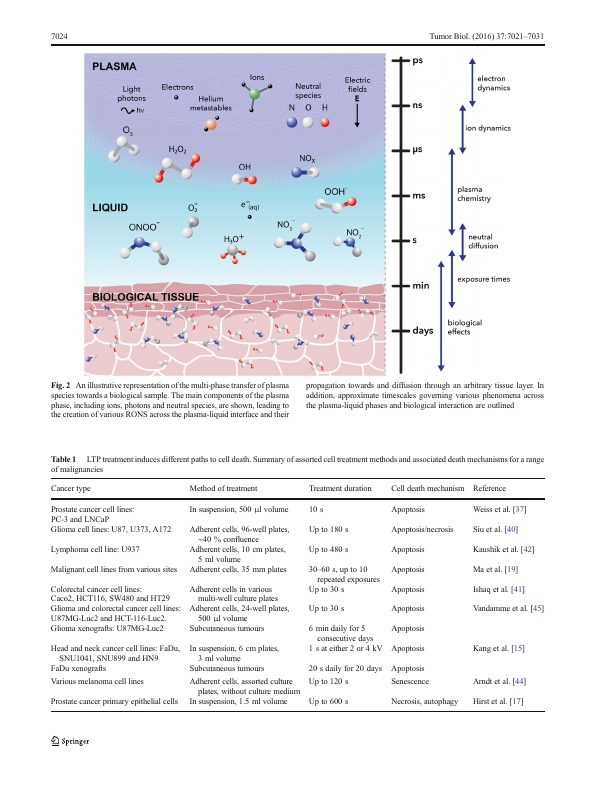 7024
Tumor Biol. (2016) 37:7021–7031
PLASMA
Light
photons
hν
Electrons
Helium
metastables
Ions
Neutral
species
N O H
Electric
fields
E
O3
H2O2
OH
NOX
LIQUID
ONOO⁻
O2⁻
e⁻(aq)
H3O⁺
NO3⁻
OOH⁻
NO2⁻
BIOLOGICAL TISSUE
ps
ns
µs
ms
s
min
days
electron
dynamics
ion dynamics
plasma
chemistry
neutral
diffusion
exposure times
biological
effects
Fig. 2 An illustrative representation of the multi-phase transfer of plasma
species towards a biological sample. The main components of the plasma
phase, including ions, photons and neutral species, are shown, leading to
the creation of various RONS across the plasma-liquid interface and their
propagation towards and diffusion through an arbitrary tissue layer. In
addition, approximate timescales governing various phenomena across
the plasma-liquid phases and biological interaction are outlined
Table 1 LTP treatment induces different paths to cell death. Summary of assorted cell treatment methods and associated death mechanisms for a range
of malignancies
Cancer type Method of treatment Treatment duration Cell death mechanism Reference
Prostate cancer cell lines: In suspension, 500 µl volume 10 s Apoptosis Weiss et al. [37]
PC-3 and LNCaP
Glioma cell lines: U87, U373, A172 Adherent cells, 96-well plates, Up to 180 s Apoptosis/necrosis Siu et al. [40]
~40 % confluence
Lymphoma cell line: U937 Adherent cells, 10 cm plates, Up to 480 s Apoptosis Kaushik et al. [42]
5 ml volume
Malignant cell lines from various sites Adherent cells, 35 mm plates 30–60 s, up to 10 Apoptosis Ma et al. [19]
repeated exposures
Colorectal cancer cell lines: Adherent cells in various Up to 30 s Apoptosis Ishaq et al. [41]
Caco2, HCT116, SW480 and HT29 multi-well culture plates
Glioma and colorectal cancer cell lines: Adherent cells, 24-well plates, Up to 30 s Apoptosis Vandamme et al. [45]
U87MG-Luc2 and HCT-116-Luc2. 500 µl volume
Glioma xenografts: U87MG-Luc2 Subcutaneous tumours 6 min daily for 5 Apoptosis
consecutive days
Head and neck cancer cell lines: FaDu, In suspension, 6 cm plates, 1 s at either 2 or 4 kV Apoptosis Kang et al. [15]
SNU1041, SNU899 and HN9 3 ml volume
FaDu xenografts Subcutaneous tumours 20 s daily for 20 days Apoptosis
Various melanoma cell lines Adherent cells, assorted culture Up to 120 s Senescence Arndt et al. [44]
plates, without culture medium
Prostate cancer primary epithelial cells In suspension, 1.5 ml volume Up to 600 s Necrosis, autophagy Hirst et al. [17]
Springer